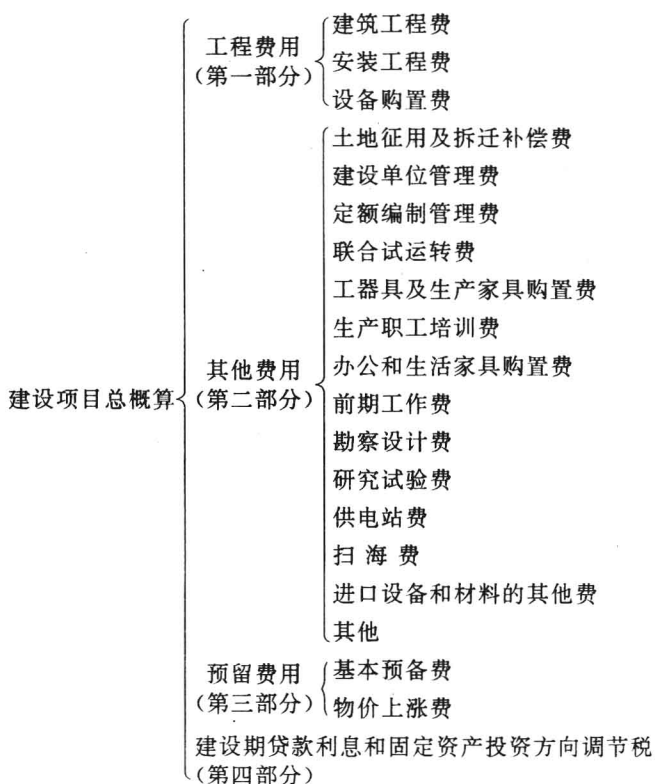 建筑工程费
工程费用
安装工程费
(第一部分)
设备购置费
土地征用及拆迁补偿费
建设单位管理费
定额编制管理费
联合试运转费
工器具及生产家具购置费
生产职工培训费
其他费用
办公和生活家具购置费
建设项目总概算
(第二部分)
前期工作费
勘察设计费
研究试验费
供电站费
扫海费
进口设备和材料的其他费
其他
预留费用
基本预备费
(第三部分)
物价上涨费
建设期贷款利息和固定资产投资方向调节税
(第四部分)